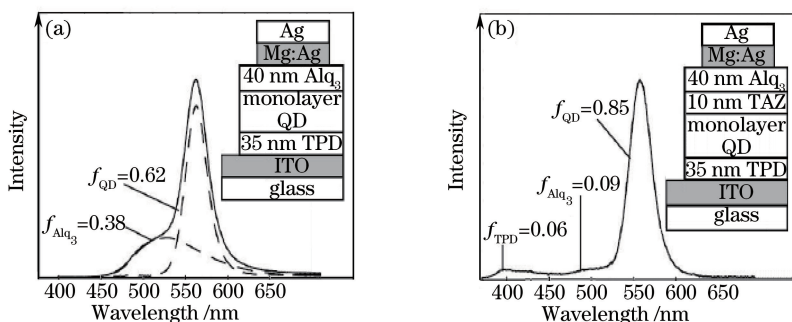 (a)
Intensity
Ag
Mg:Ag
40 nm Alq3
monolayer
QD
35 nm TPD
ITO
glass
fQD=0.62
fAlq3=0.38
400 450 500 550 600 650
Wavelength /nm
(b)
Intensity
Ag
Mg:Ag
40 nm Alq3
10 nm TAZ
monolayer
QD
35 nm TPD
ITO
glass
fQD=0.85
fAlq3=0.09
fTPD=0.06
400 450 500 550 600 650
Wavelength /nm